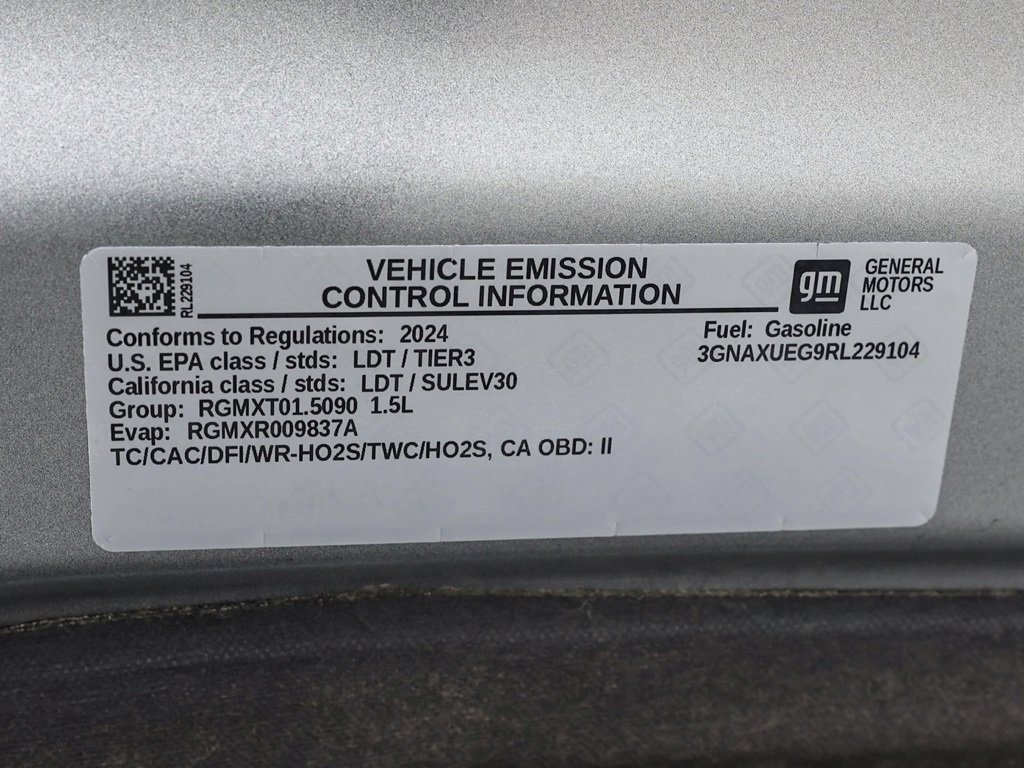 RL229104
VEHICLE EMISSION
CONTROL INFORMATION
gm
GENERAL
MOTORS
LLC
Conforms to Regulations: 2024
U.S. EPA class / stds: LDT / TIER3
California class / stds: LDT / SULEV30
Group: RGMXT01.5090 1.5L
Evap: RGMXR009837A
TC/CAC/DFI/WR-HO2S/TWC/HO2S, CA OBD: II
Fuel: Gasoline
3GNAXUEG9RL229104